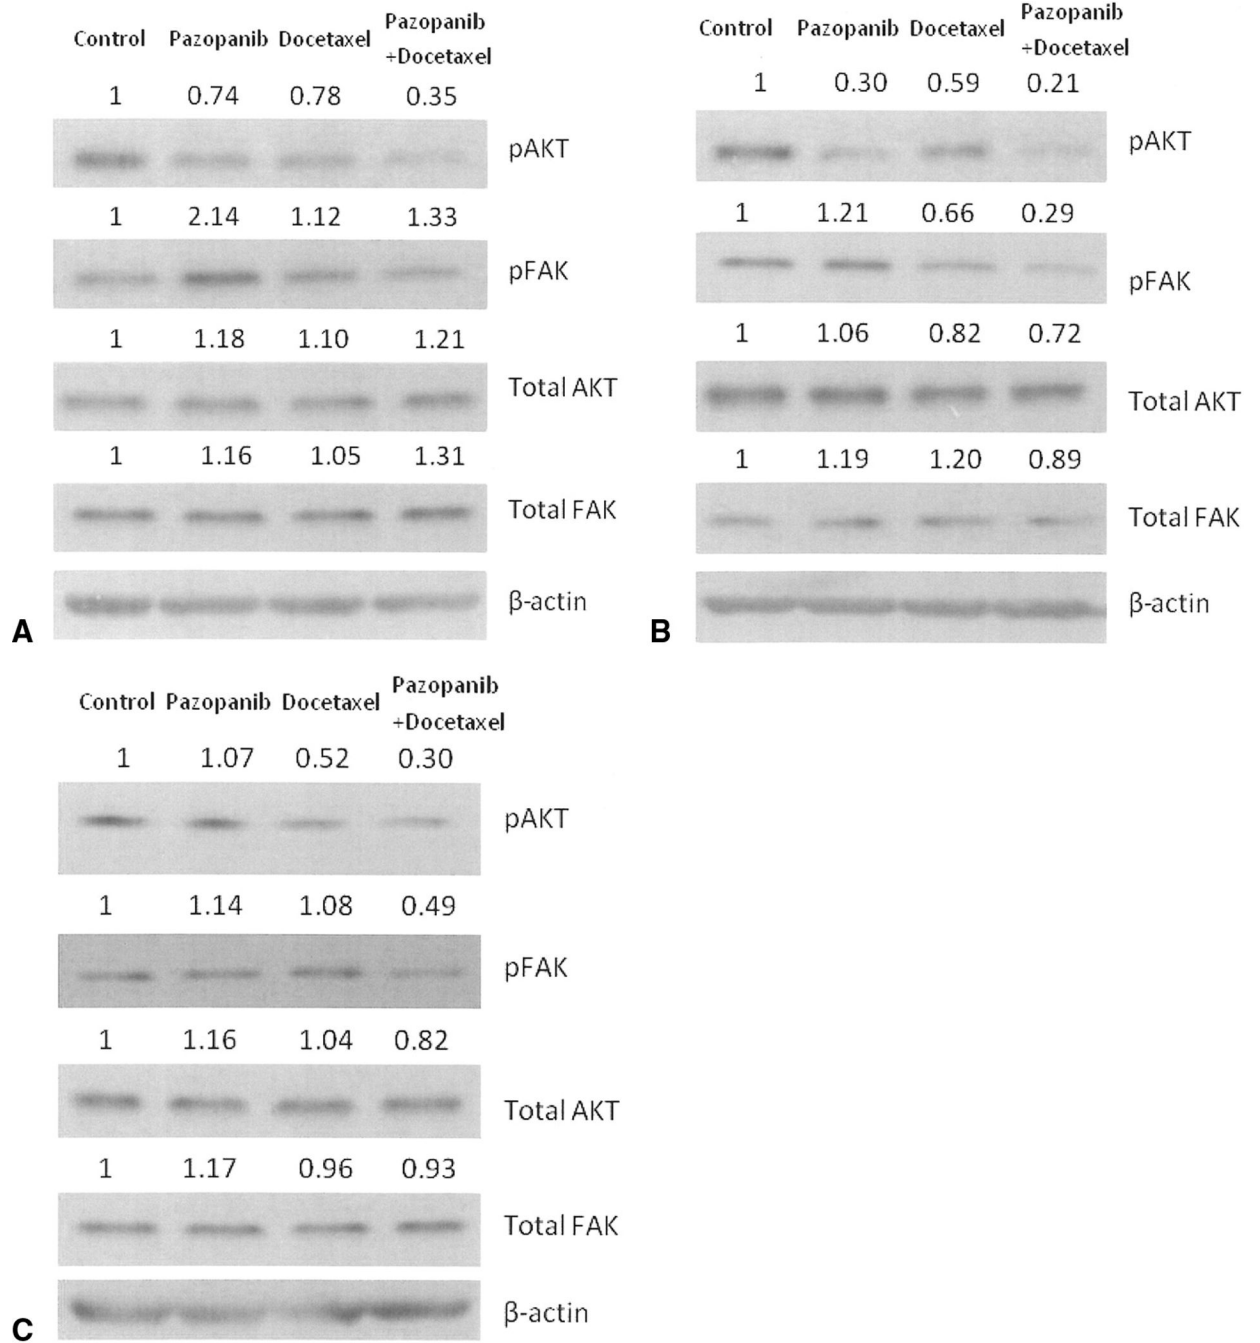 Control Pazopanib Docetaxel Pazopanib +Docetaxel
1 0.74 0.78 0.35
pAKT
1 2.14 1.12 1.33
pFAK
1 1.18 1.10 1.21
Total AKT
1 1.16 1.05 1.31
Total FAK
β-actin
A
Control Pazopanib Docetaxel Pazopanib +Docetaxel
1 0.30 0.59 0.21
pAKT
1 1.21 0.66 0.29
pFAK
1 1.06 0.82 0.72
Total AKT
1 1.19 1.20 0.89
Total FAK
β-actin
B
Control Pazopanib Docetaxel Pazopanib +Docetaxel
1 1.07 0.52 0.30
pAKT
1 1.14 1.08 0.49
pFAK
1 1.16 1.04 0.82
Total AKT
1 1.17 0.96 0.93
Total FAK
β-actin
C